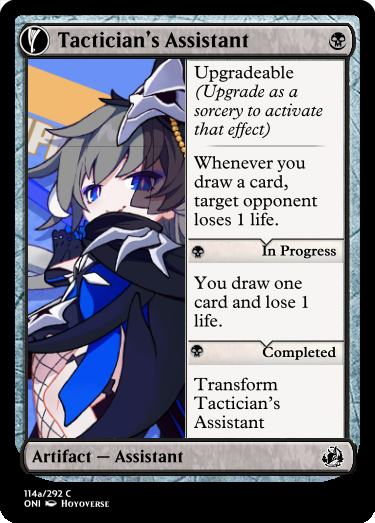 Tactician's Assistant
Upgradeable
(Upgrade as a
sorcery to activate
that effect)
Whenever you
draw a card,
target opponent
loses 1 life.
In Progress
You draw one
card and lose 1
life.
Completed
Transform
Tactician's
Assistant
Artifact — Assistant
114a/292 C
ONI HOYOVERSE